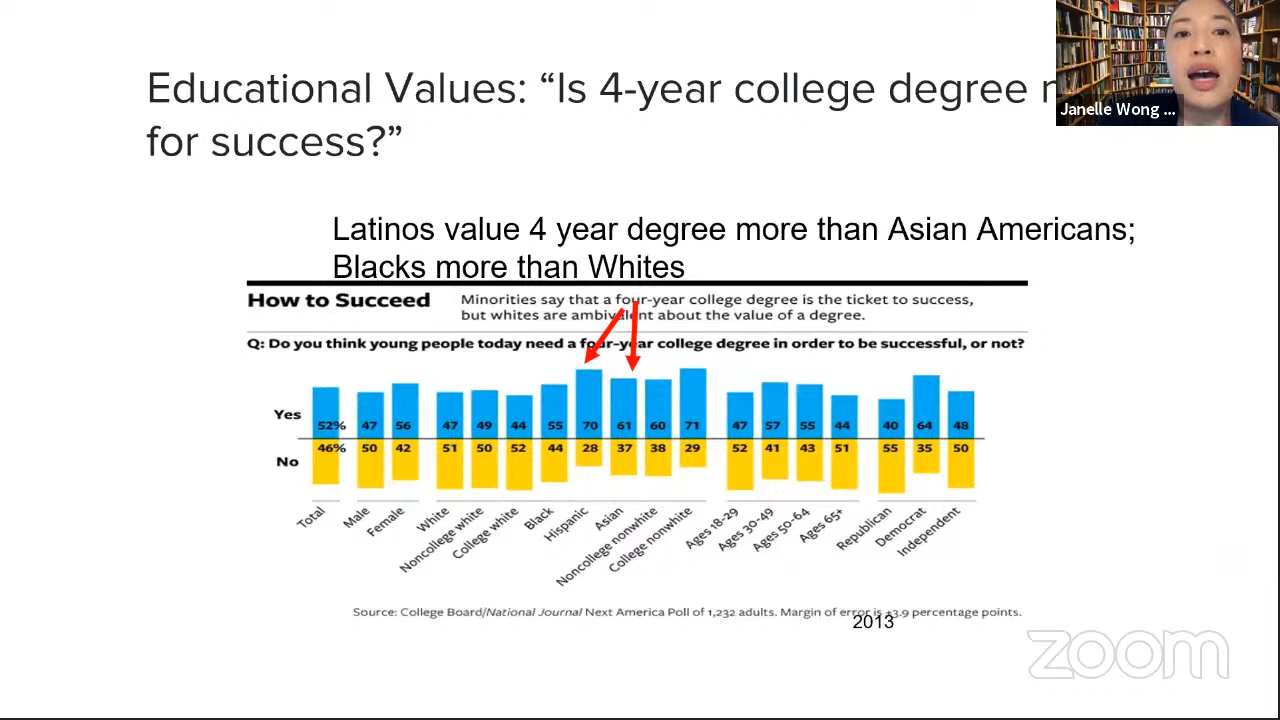 Educational Values: “Is 4-year college degree
for success?”
Janelle Wong ...
Latinos value 4 year degree more than Asian Americans;
Blacks more than Whites
How to Succeed
Minorities say that a four-year college degree is the ticket to success,
but whites are ambivalent about the value of a degree.
Q: Do you think young people today need a four-year college degree in order to be successful, or not?
Yes 52% 47 56 47 49 44 55 70 61 60 71 47 57 55 44 40 64 48
No 46% 50 42 51 50 52 44 28 37 38 29 52 41 43 51 55 35 50
Total Male Female White Noncollege white College white Black Hispanic Asian Noncollege nonwhite College nonwhite Ages 18-29 Ages 30-49 Ages 50-64 Ages 65+ Republican Democrat Independent
Source: College Board/National Journal Next America Poll of 1,232 adults. Margin of error is ±3.9 percentage points.
2013
zoom